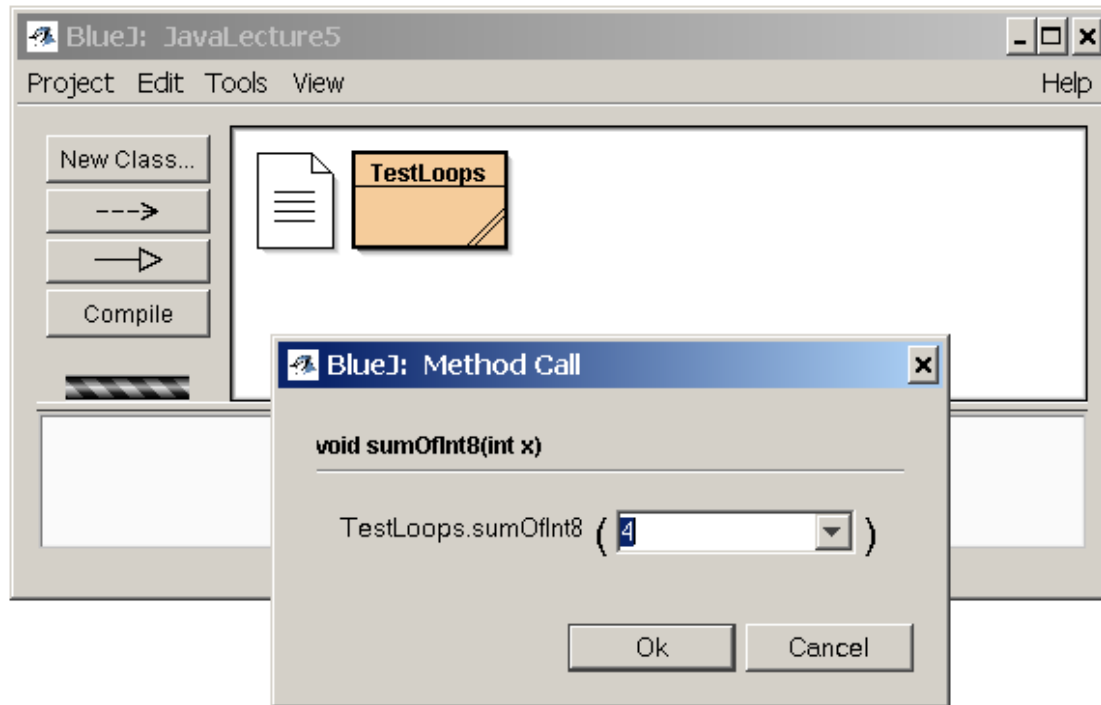 BlueJ: JavaLecture5
Project Edit Tools View Help
New Class...
TestLoops
Compile
BlueJ: Method Call
void sumOfInt8(int x)
TestLoops.sumOfInt8 ( 4 )
Ok Cancel